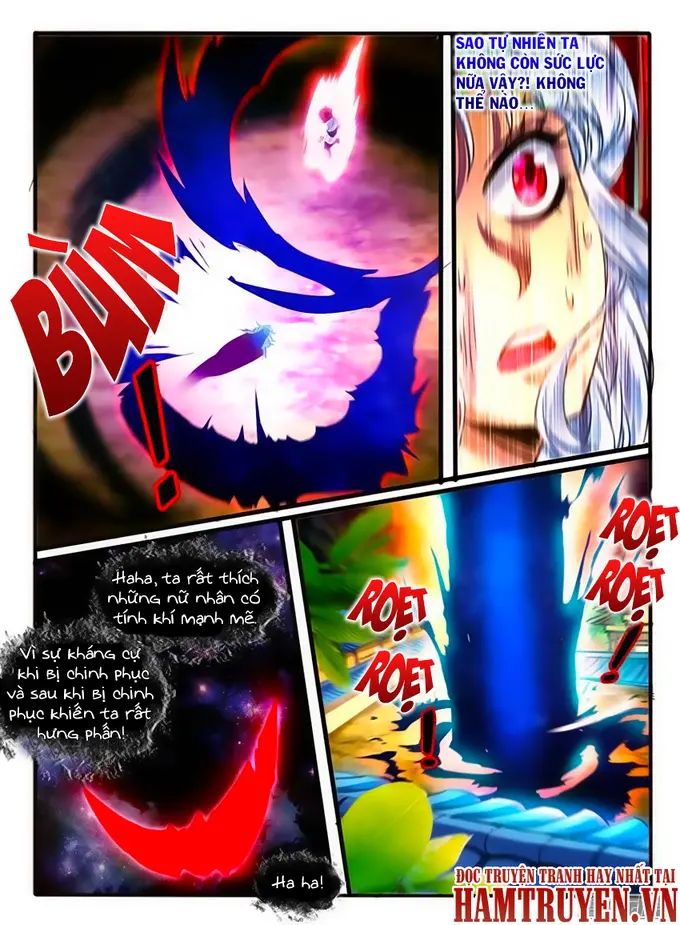 BÙM!
SAO TỰ NHIÊN TA
KHÔNG CÒN SỨC LỰC
NỮA VẬY?! KHÔNG
THỂ NÀO...
Haha, ta rất thích
những nữ nhân có
tính khí mạnh mẽ.
Vì sự kháng cự
khi bị chinh phục
và sau khi bị chinh
phục khiến ta rất
hưng phấn!
Ha ha!
ROẸT
ROẸT!
ROẸT
ROẸT!
ĐỌC TRUYỆN TRANH HAY NHẤT TẠI
HAMTRUYEN.VN